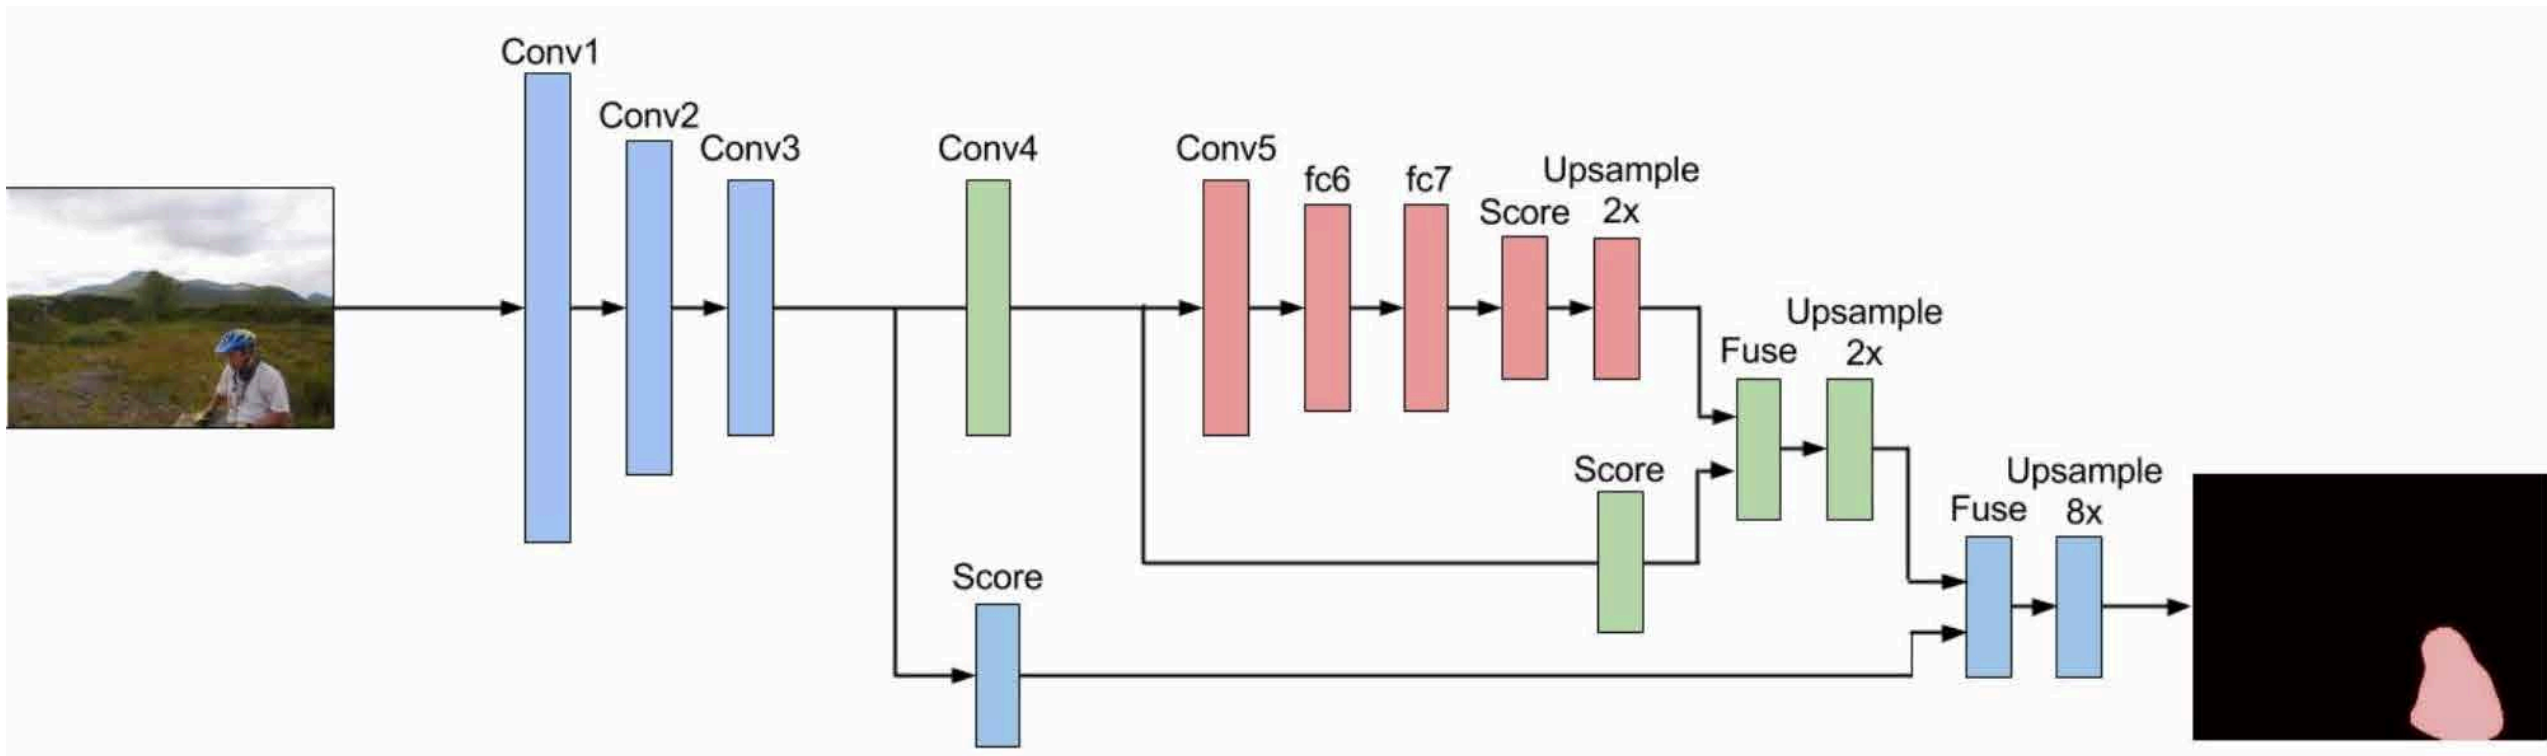 Conv1
Conv2
Conv3
Conv4
Conv5
fc6
fc7
Score
Upsample
2x
Fuse
Upsample
2x
Score
Fuse
Upsample
8x
Score